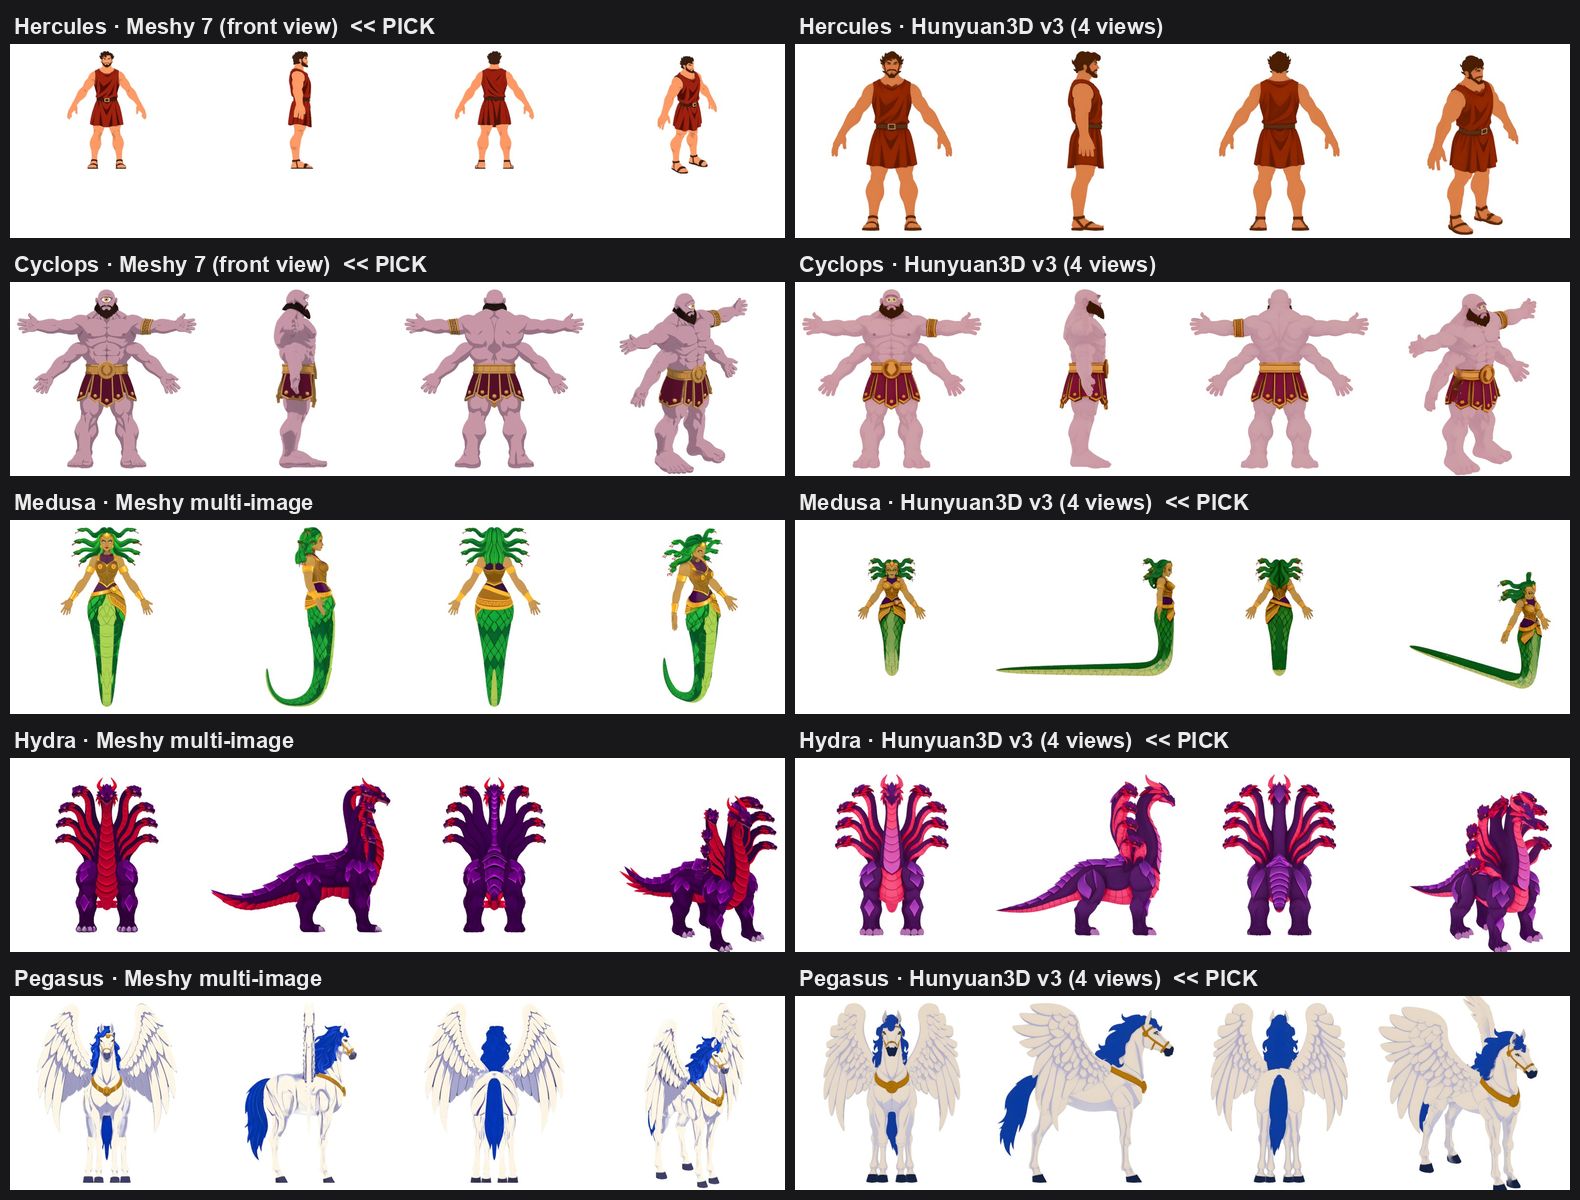 Hercules · Meshy 7 (front view) << PICK
Hercules · Hunyuan3D v3 (4 views)
Cyclops · Meshy 7 (front view) << PICK
Cyclops · Hunyuan3D v3 (4 views)
Medusa · Meshy multi-image
Medusa · Hunyuan3D v3 (4 views) << PICK
Hydra · Meshy multi-image
Hydra · Hunyuan3D v3 (4 views) << PICK
Pegasus · Meshy multi-image
Pegasus · Hunyuan3D v3 (4 views) << PICK